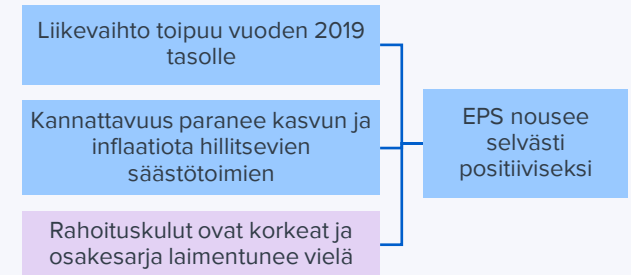 Liikevaihto toipuu vuoden 2019
tasolle
Kannattavuus paranee kasvun ja
inflaatiota hillitsevien
säästötoimien
Rahoituskulut ovat korkeat ja
osakesarja laimentunee vielä
EPS nousee
selvästi
positiiviseksi